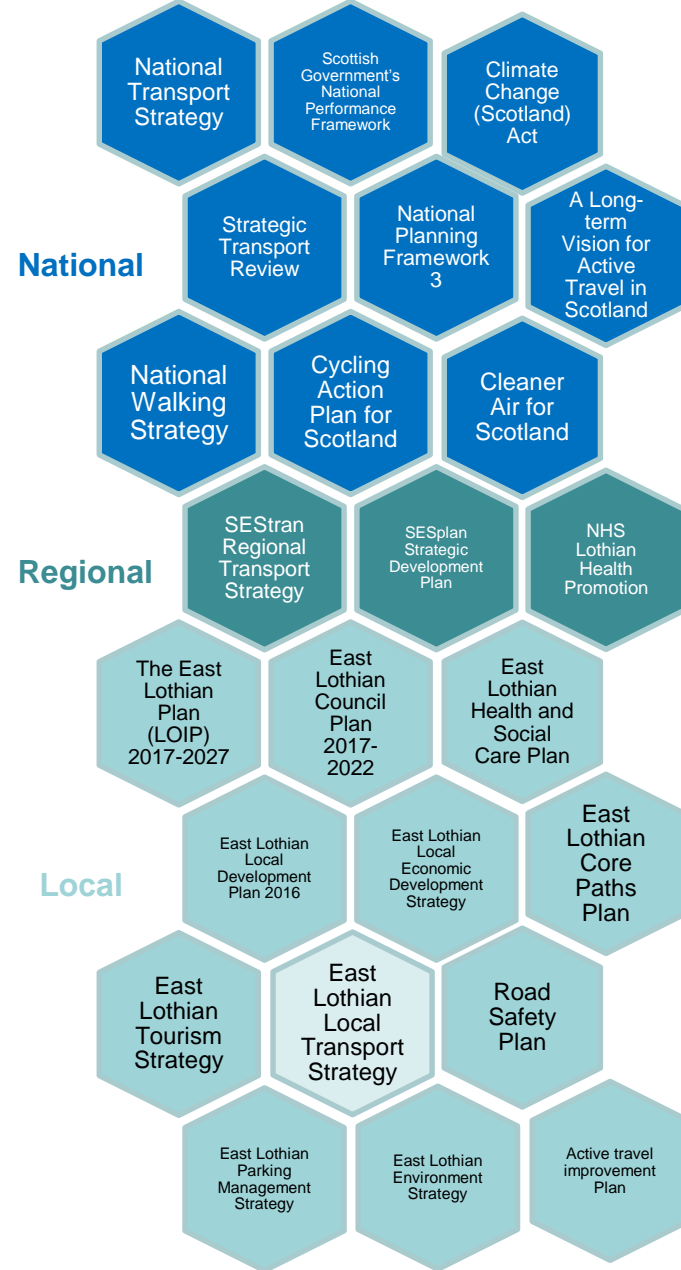 National
Transport
Strategy
Scottish
Government's
National
Performance
Framework
Climate
Change
(Scotland)
Act
National
Strategic
Transport
Review
National
Planning
Framework
3
A Long-
term
Vision for
Active
Travel in
Scotland
National
Walking
Strategy
Cycling
Action
Plan for
Scotland
Cleaner
Air for
Scotland
Regional
SEStran
Regional
Transport
Strategy
SESplan
Strategic
Development
Plan
NHS
Lothian
Health
Promotion
The East
Lothian
Plan
(LOIP)
2017-2027
East
Lothian
Council
Plan
2017-
2022
East
Lothian
Health and
Social
Care Plan
Local
East Lothian
Local
Development
Plan 2016
East Lothian
Local
Economic
Development
Strategy
East
Lothian
Core
Paths
Plan
East
Lothian
Tourism
Strategy
East
Lothian
Local
Transport
Strategy
Road
Safety
Plan
East Lothian
Parking
Management
Strategy
East Lothian
Environment
Strategy
Active travel
improvement
Plan